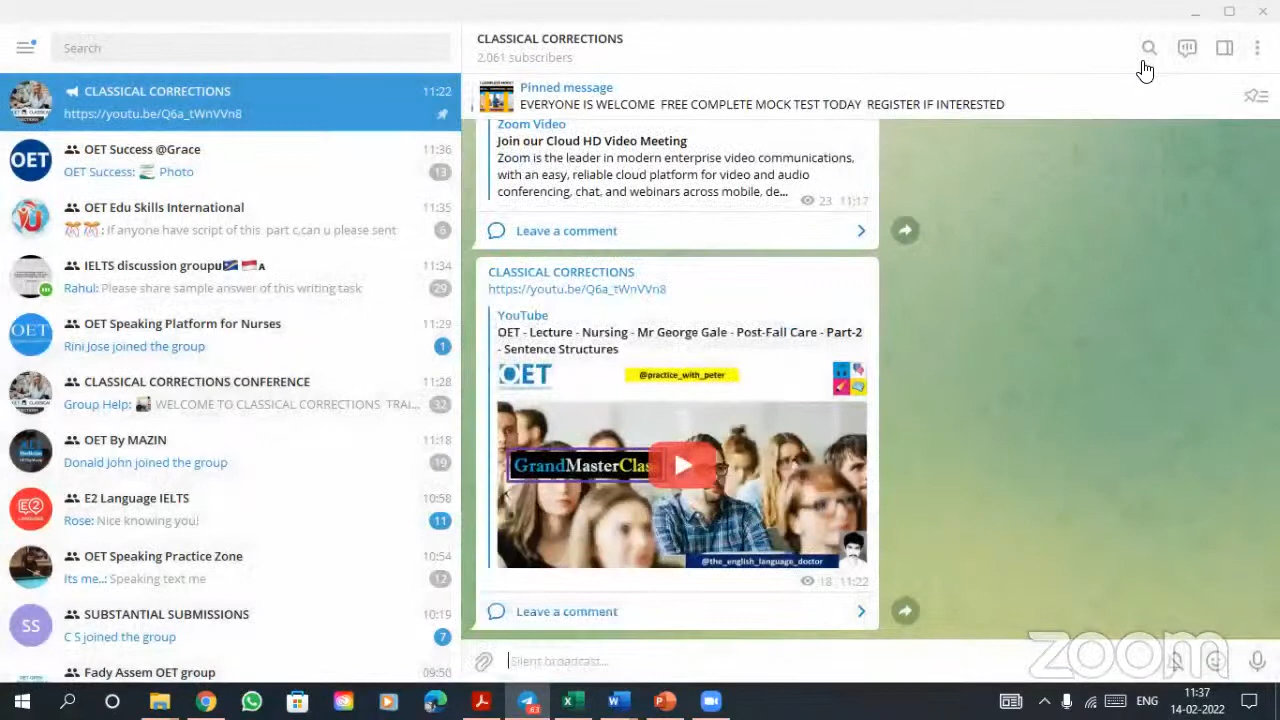 Search
CLASSICAL CORRECTIONS
11:22
https://youtu.be/Q6a_tWnVVn8
OET
OET Success @Grace
11:36
OET Success: Photo
13
OET Edu Skills International
11:35
: if anyone have script of this part c,can u please sent
6
IELTS discussion group
11:34
Rahul: Please share sample answer of this writing task
29
OET
OET Speaking Platform for Nurses
11:29
Rini Jose joined the group
1
CLASSICAL CORRECTIONS CONFERENCE
11:28
Group Help: WELCOME TO CLASSICAL CORRECTIONS TRAI...
32
OET By MAZIN
11:18
Donald John joined the group
19
E2
LANGUAGE
E2 Language IELTS
10:58
Rose: Nice knowing you!
11
OET Speaking Practice Zone
10:54
Its me..: Speaking text me
12
SS
SUBSTANTIAL SUBMISSIONS
10:19
C S joined the group
7
Fady Assem OET group
09:50
CLASSICAL CORRECTIONS
2,061 subscribers
Pinned message
EVERYONE IS WELCOME FREE COMPLETE MOCK TEST TODAY REGISTER IF INTERESTED
Zoom Video
Join our Cloud HD Video Meeting
Zoom is the leader in modern enterprise video communications,
with an easy, reliable cloud platform for video and audio
conferencing, chat, and webinars across mobile, de...
23 11:17
Leave a comment
CLASSICAL CORRECTIONS
https://youtu.be/Q6a_tWnVVn8
YouTube
OET - Lecture - Nursing - Mr George Gale - Post-Fall Care - Part-2
- Sentence Structures
OET
@practice_with_peter
GrandMasterClas
@the_english_language_doctor
18 11:22
Leave a comment
Silent broadcast...
zoom
63
ENG
11:37
14-02-2022